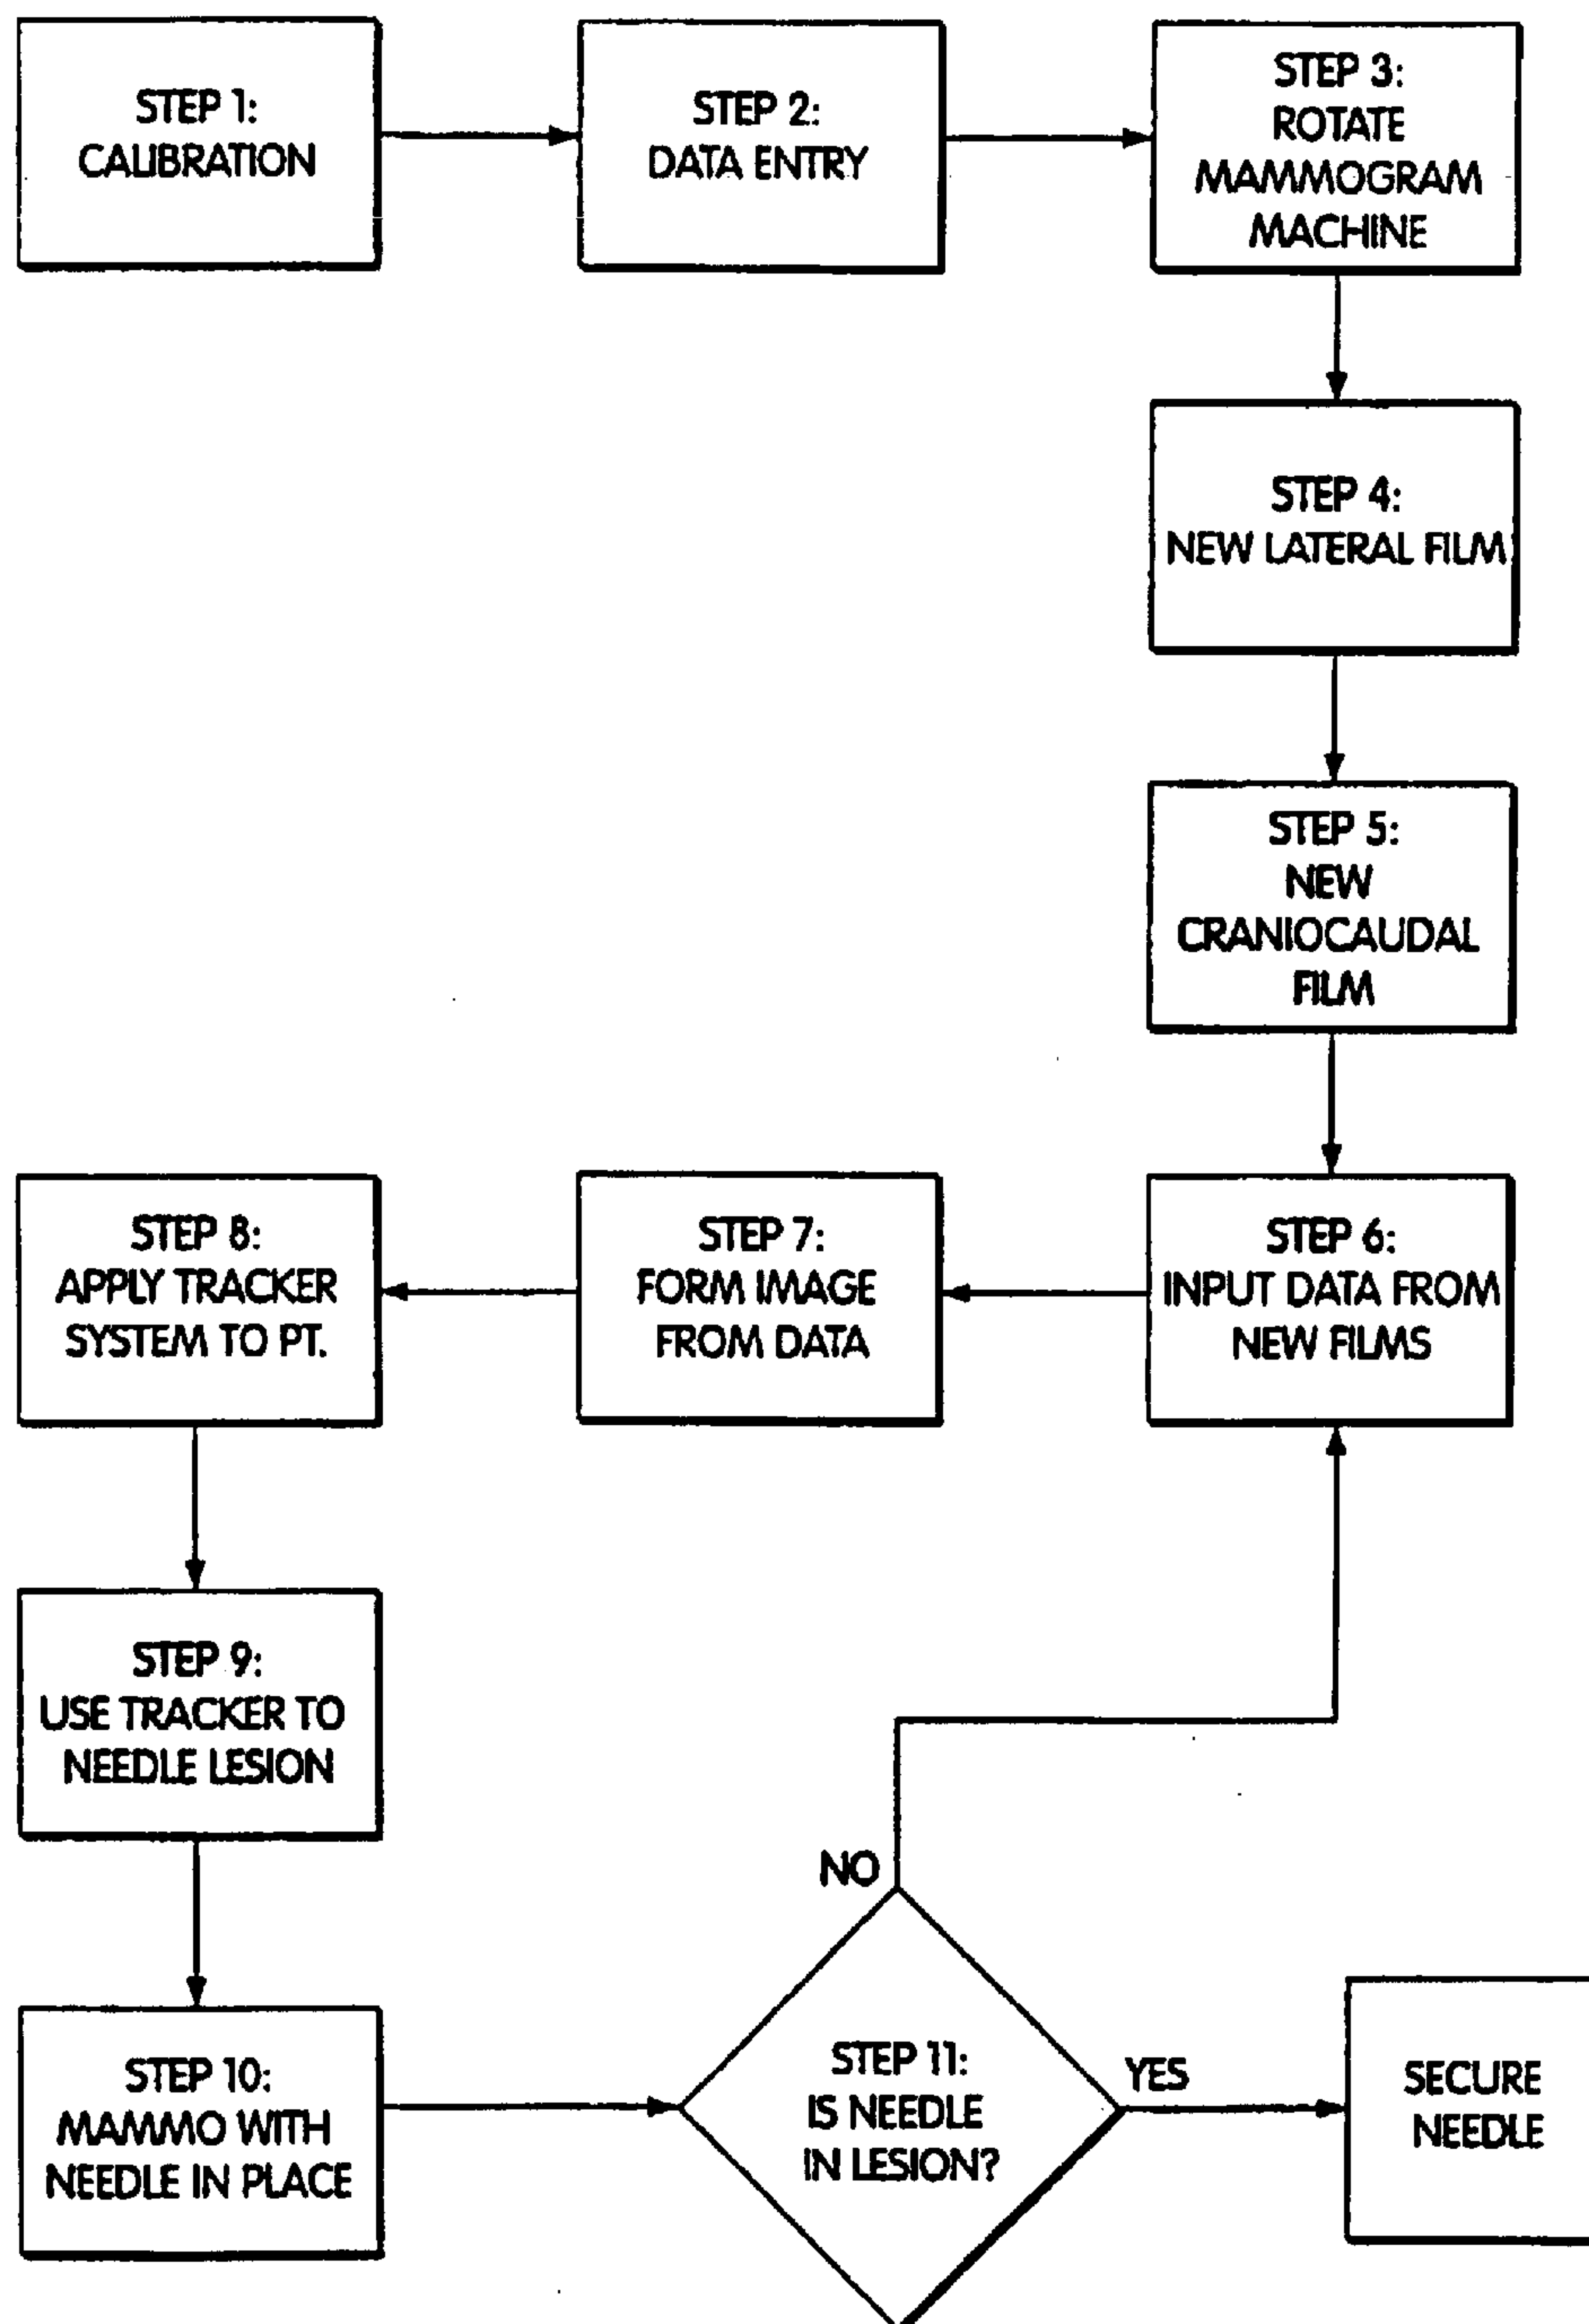 STEP 1:
CALIBRATION
STEP 2:
DATA ENTRY
STEP 3:
ROTATE
MAMMOGRAM
MACHINE
STEP 4:
NEW LATERAL FILM
STEP 5:
NEW
CRANIOCAUDAL
FILM
STEP 6:
INPUT DATA FROM
NEW FILMS
STEP 7:
FORM IMAGE
FROM DATA
STEP 8:
APPLY TRACKER
SYSTEM TO PT.
STEP 9:
USE TRACKER TO
NEEDLE LESION
STEP 10:
MAMMO WITH
NEEDLE IN PLACE
STEP 11:
IS NEEDLE
IN LESION?
NO
YES
SECURE
NEEDLE